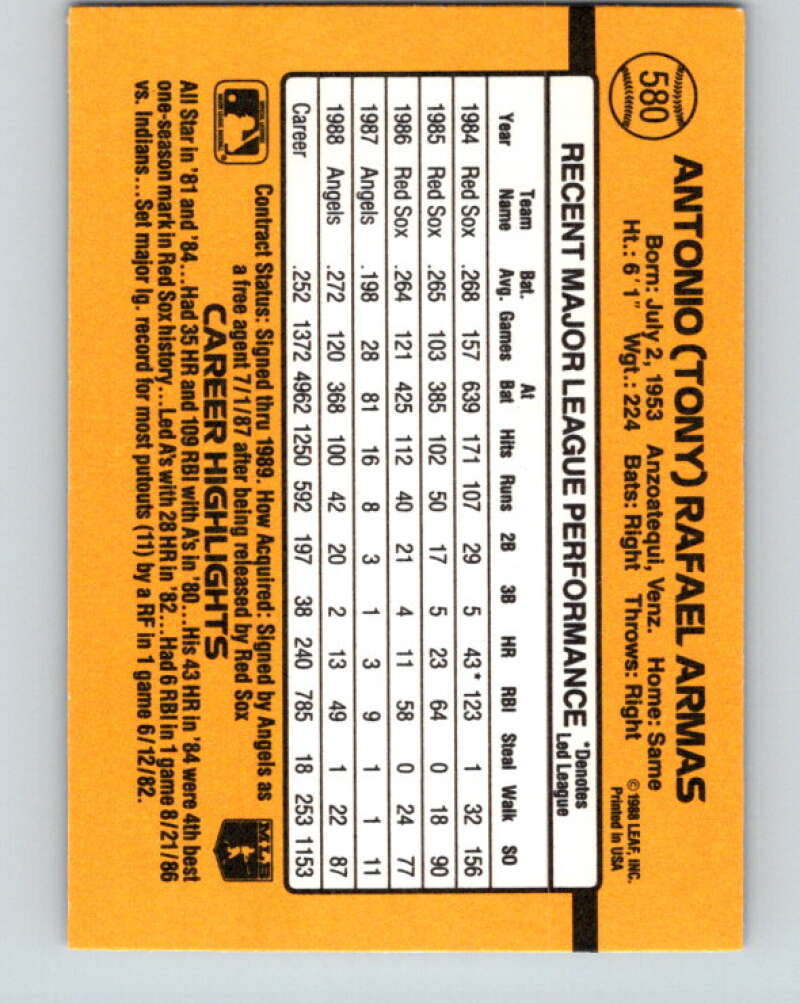 580
ANTONIO (TONY) RAFAEL ARMAS
Born: July 2, 1953 Anzoatequi, Venz. Home: Same
Ht.: 6'1" Wgt.: 224 Bats: Right Throws: Right
© 1988 LEAF, INC.
Printed in USA
RECENT MAJOR LEAGUE PERFORMANCE
*Denotes
Led League
Year Team Name Bat. Avg. Games At Bat Hits Runs 2B 3B HR RBI Steal Walk SO
1984 Red Sox .268 157 639 171 107 29 5 43* 123 1 32 156
1985 Red Sox .265 103 385 102 50 17 5 23 64 0 18 90
1986 Red Sox .264 121 425 112 40 21 4 11 58 0 24 77
1987 Angels .198 28 81 16 8 3 1 3 9 1 1 11
1988 Angels .272 120 368 100 42 20 2 13 49 1 22 87
Career .252 1372 4962 1250 592 197 38 240 785 18 253 1153
Contract Status: Signed thru 1989. How Acquired: Signed by Angels as
a free agent 7/1/87 after being released by Red Sox
MLB
CAREER HIGHLIGHTS
All Star in '81 and '84...Had 35 HR and 109 RBI with A's in '80...His 43 HR in '84 were 4th best
one-season mark in Red Sox history...Led A's with 28 HR in '82...Had 6 RBI in 1 game 8/21/86
vs. Indians...Set major lg. record for most putouts (11) by a RF in 1 game 6/12/82.